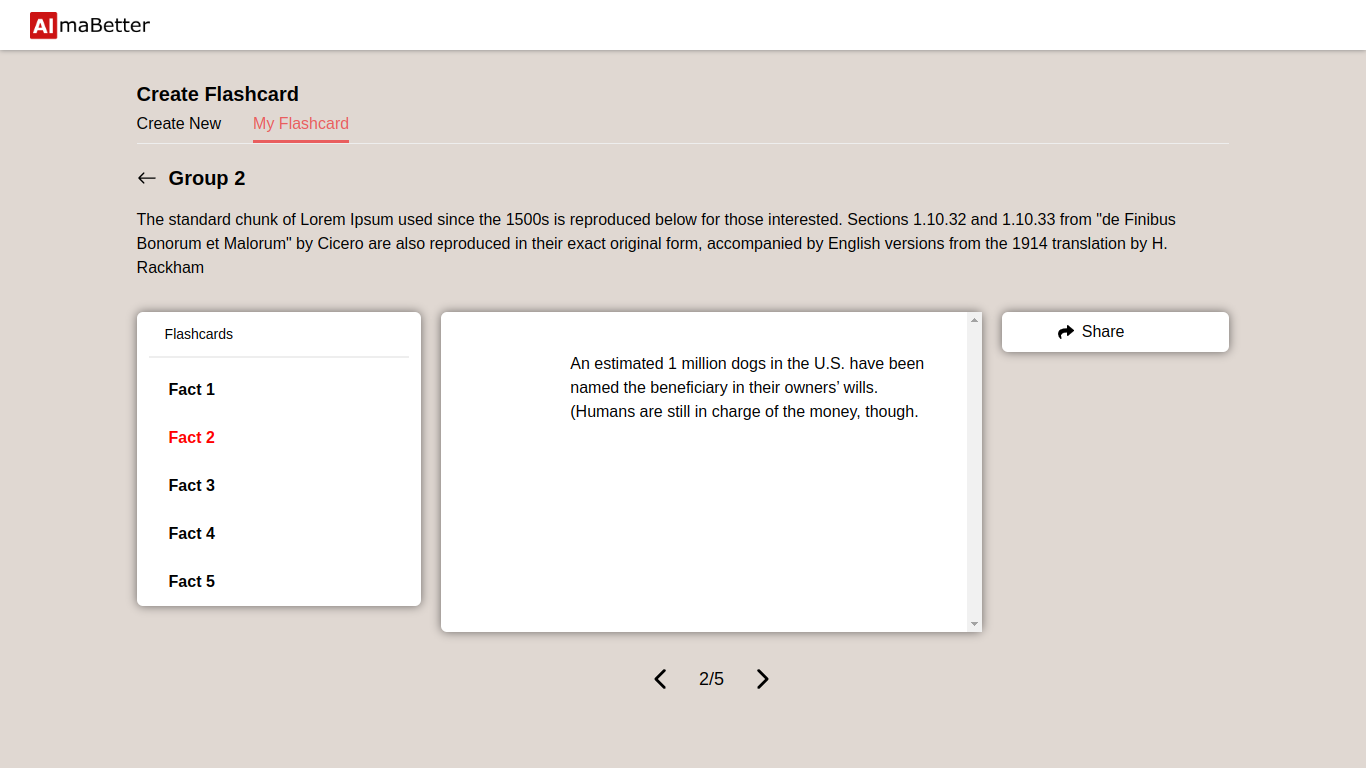 AlmaBetter
Create Flashcard
Create New My Flashcard
Group 2
The standard chunk of Lorem Ipsum used since the 1500s is reproduced below for those interested. Sections 1.10.32 and 1.10.33 from "de Finibus
Bonorum et Malorum" by Cicero are also reproduced in their exact original form, accompanied by English versions from the 1914 translation by H.
Rackham
Flashcards
Fact 1
Fact 2
Fact 3
Fact 4
Fact 5
An estimated 1 million dogs in the U.S. have been
named the beneficiary in their owners’ wills.
(Humans are still in charge of the money, though.
Share
2/5